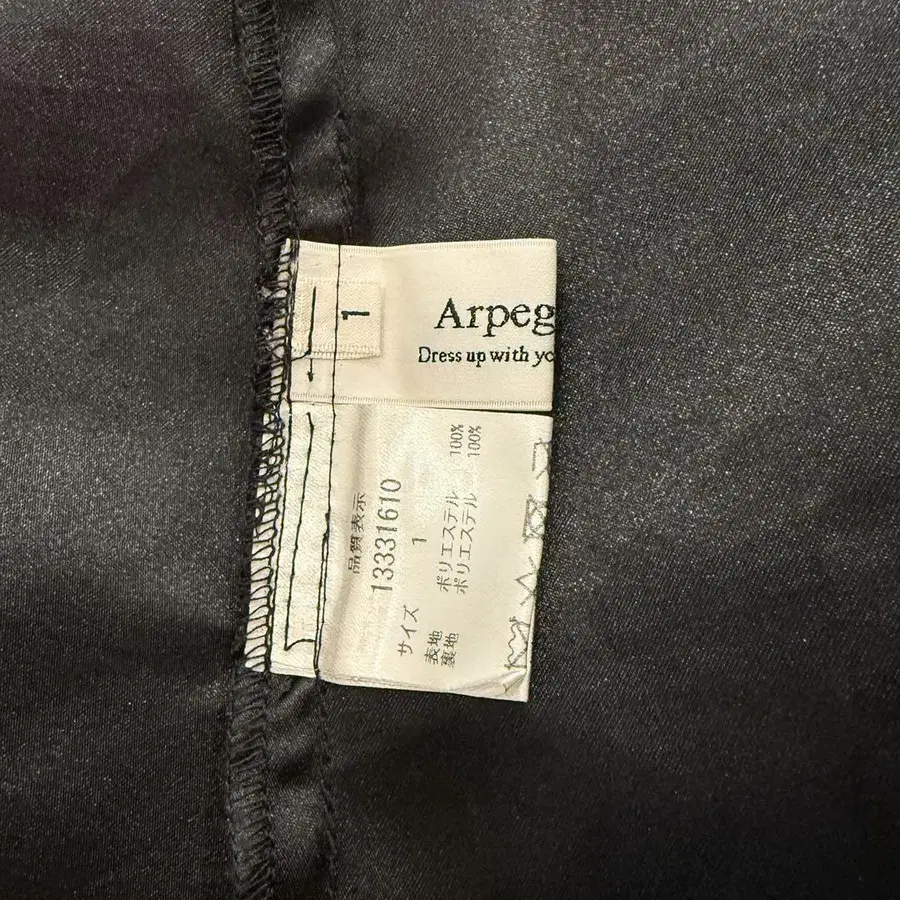 1
Arpeg
Dress up with yo
品質表示
13331610
サイズ 1
表地 ポリエステル 100%
裏地 ポリエステル 100%